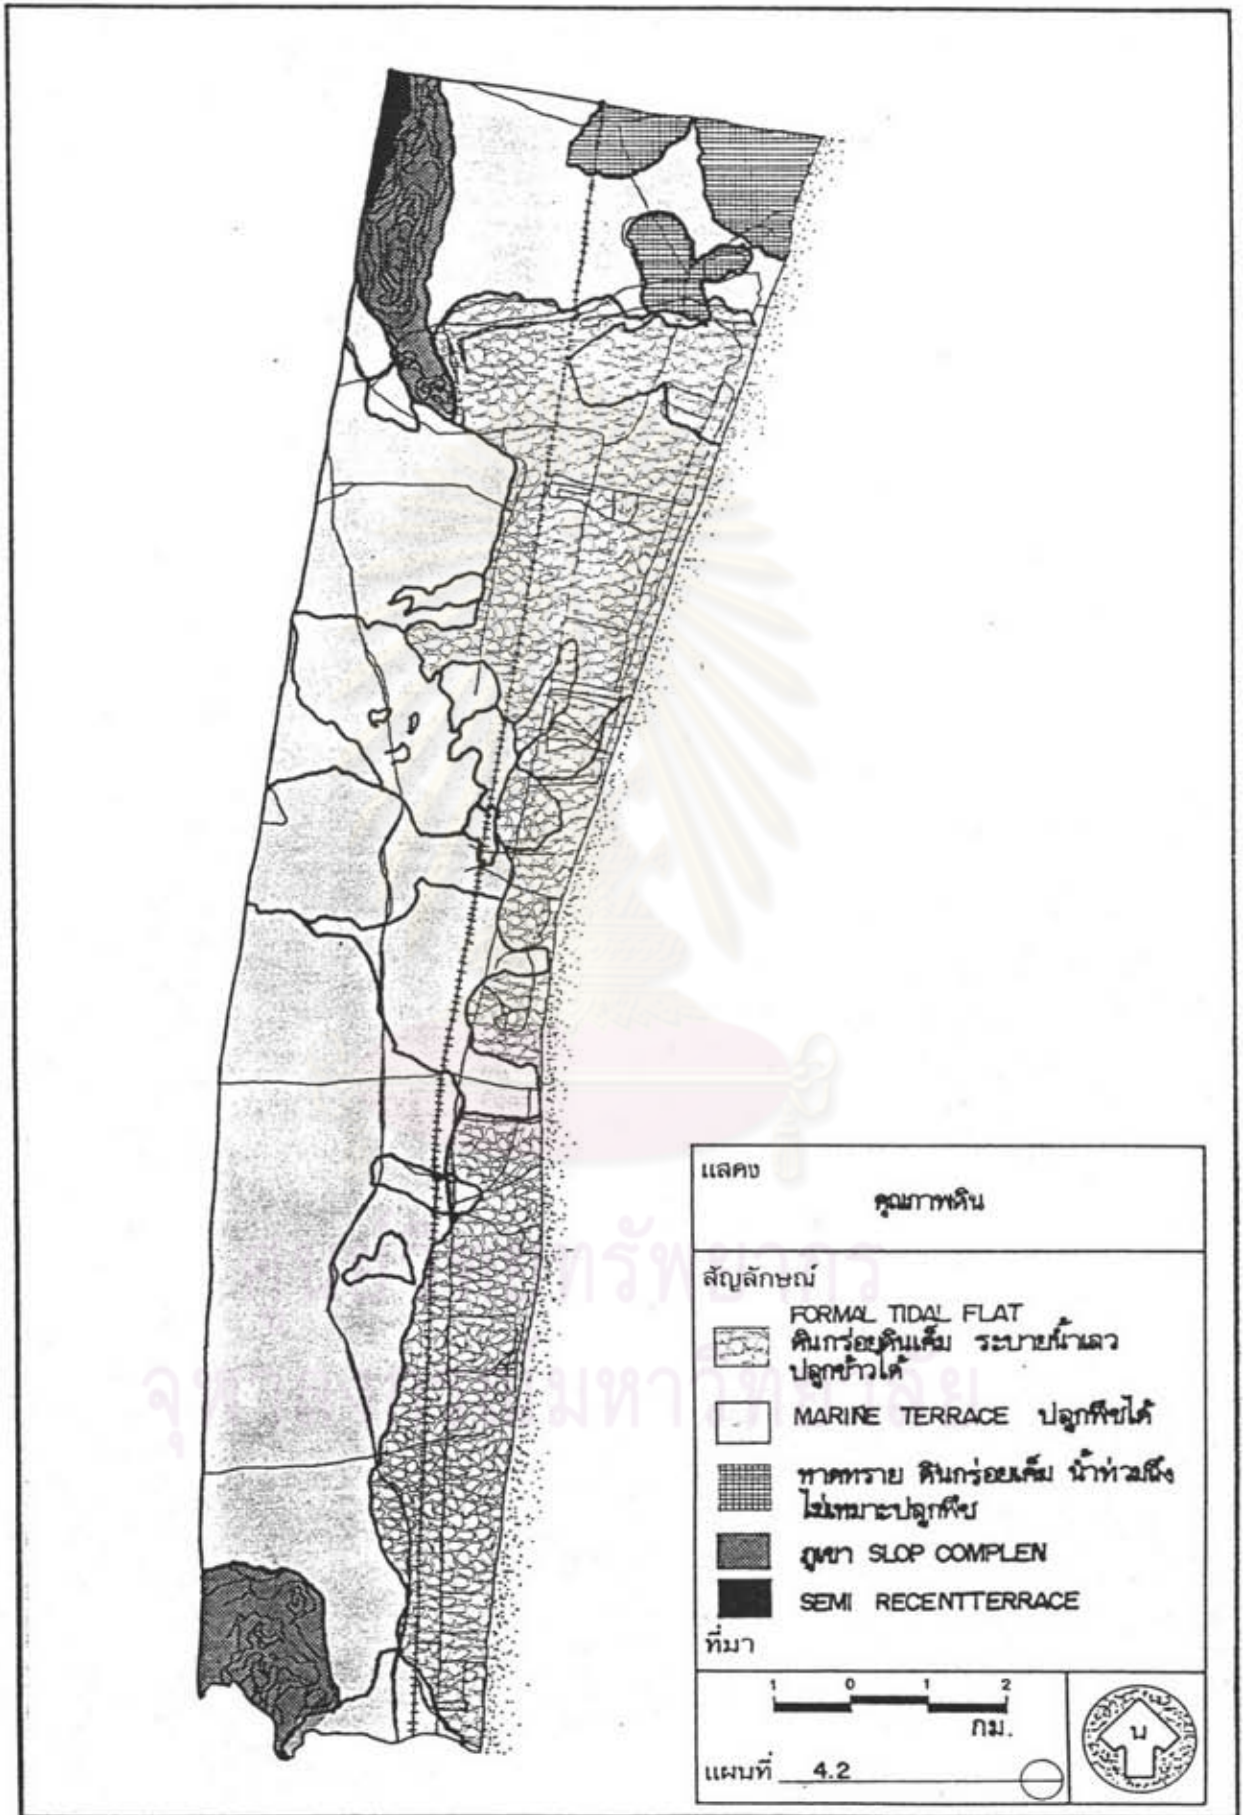 แสดง
คุณภาพดิน
สัญลักษณ์
FORMAL TIDAL FLAT
ดินกร่อยดินเค็ม ระบายน้ำเลว
ปลูกข้าวได้
MARINE TERRACE ปลูกพืชได้
หาดทราย ดินกร่อยเค็ม น้ำท่วมถึง
ไม่เหมาะปลูกพืช
ภูเขา SLOP COMPLEN
SEMI RECENTTERRACE
ที่มา
1 0 1 2
กม.
น
แผนที่ 4.2